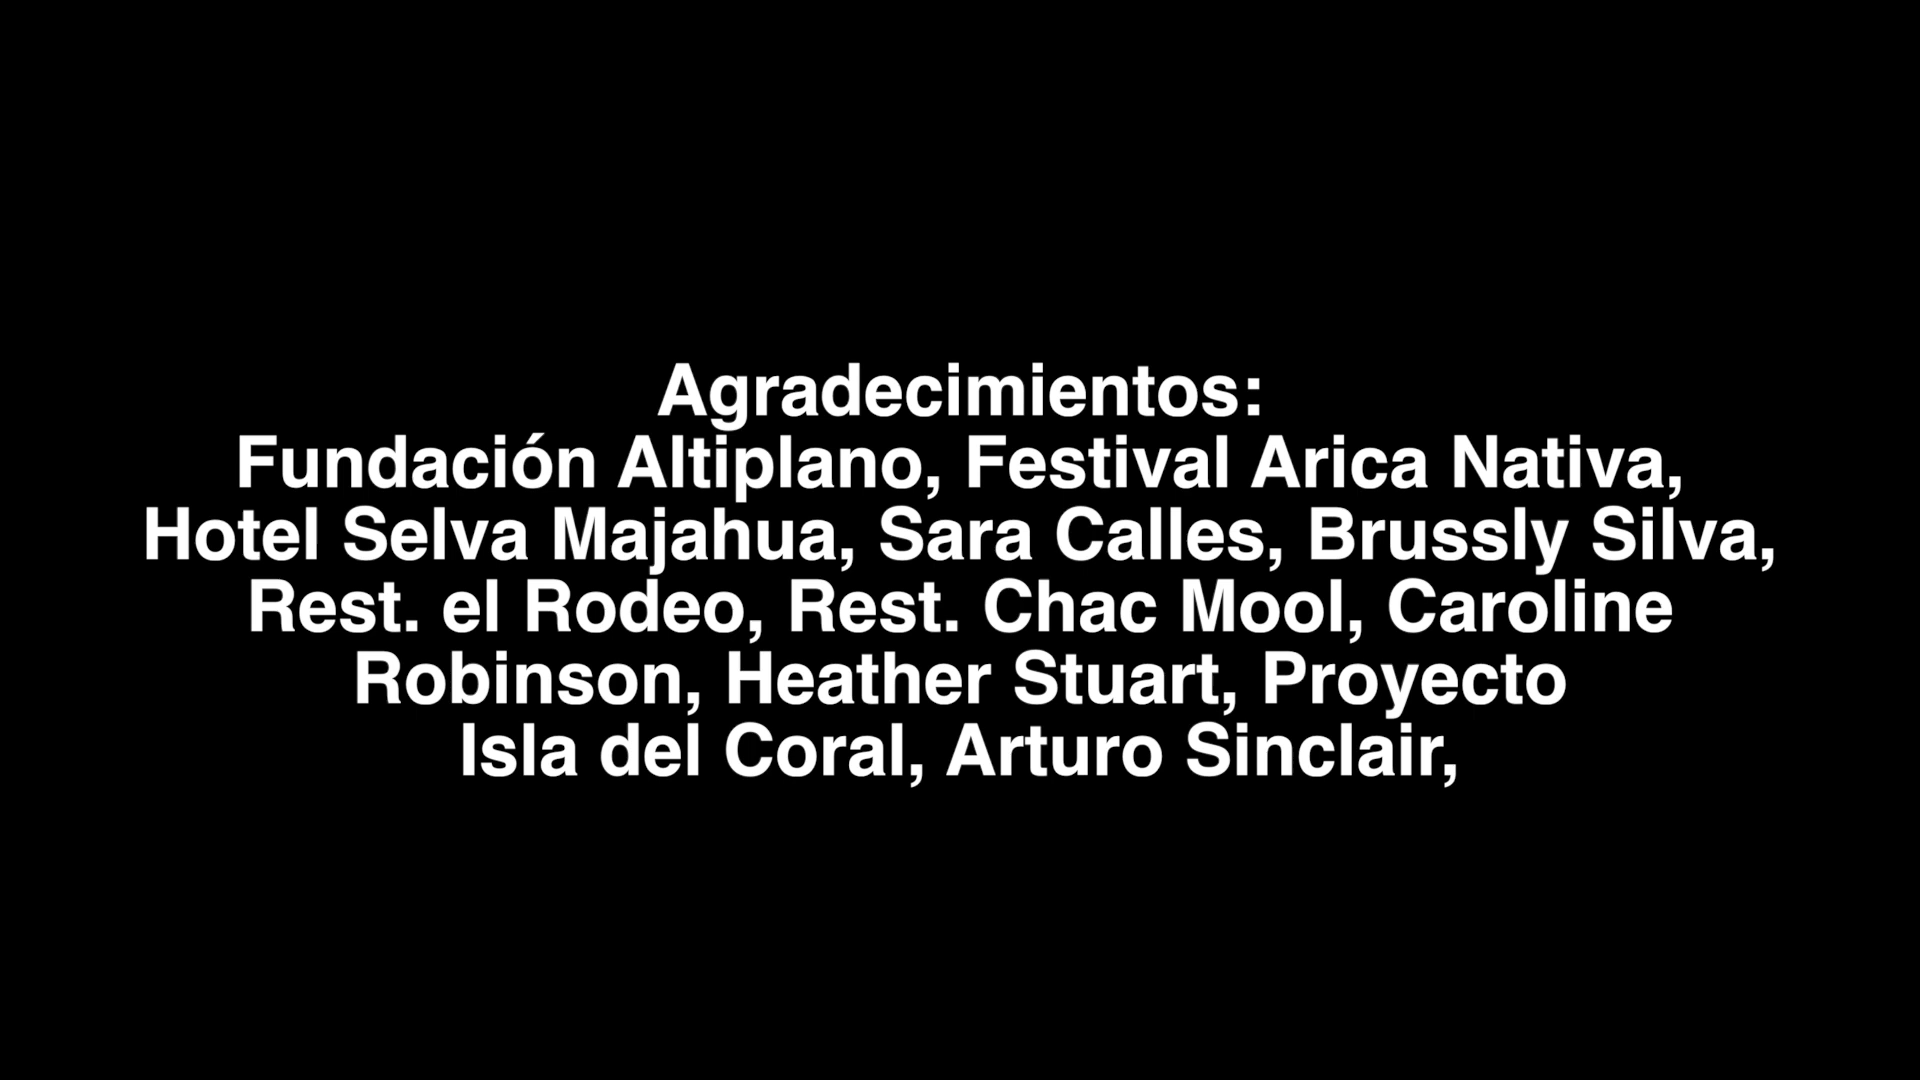 Agradecimientos:
Fundación Altiplano, Festival Arica Nativa,
Hotel Selva Majahua, Sara Calles, Brussly Silva,
Rest. el Rodeo, Rest. Chac Mool, Caroline
Robinson, Heather Stuart, Proyecto
Isla del Coral, Arturo Sinclair,